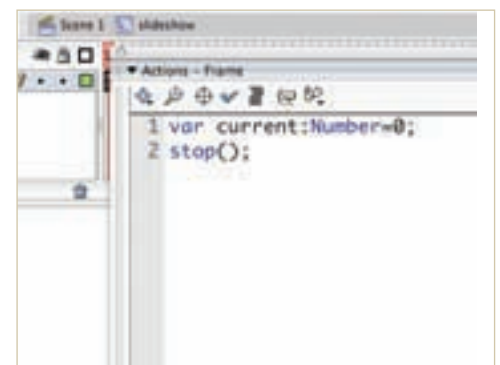 Scene 1 slideshow
Actions - Frame
1 var current:Number=0;
2 stop();